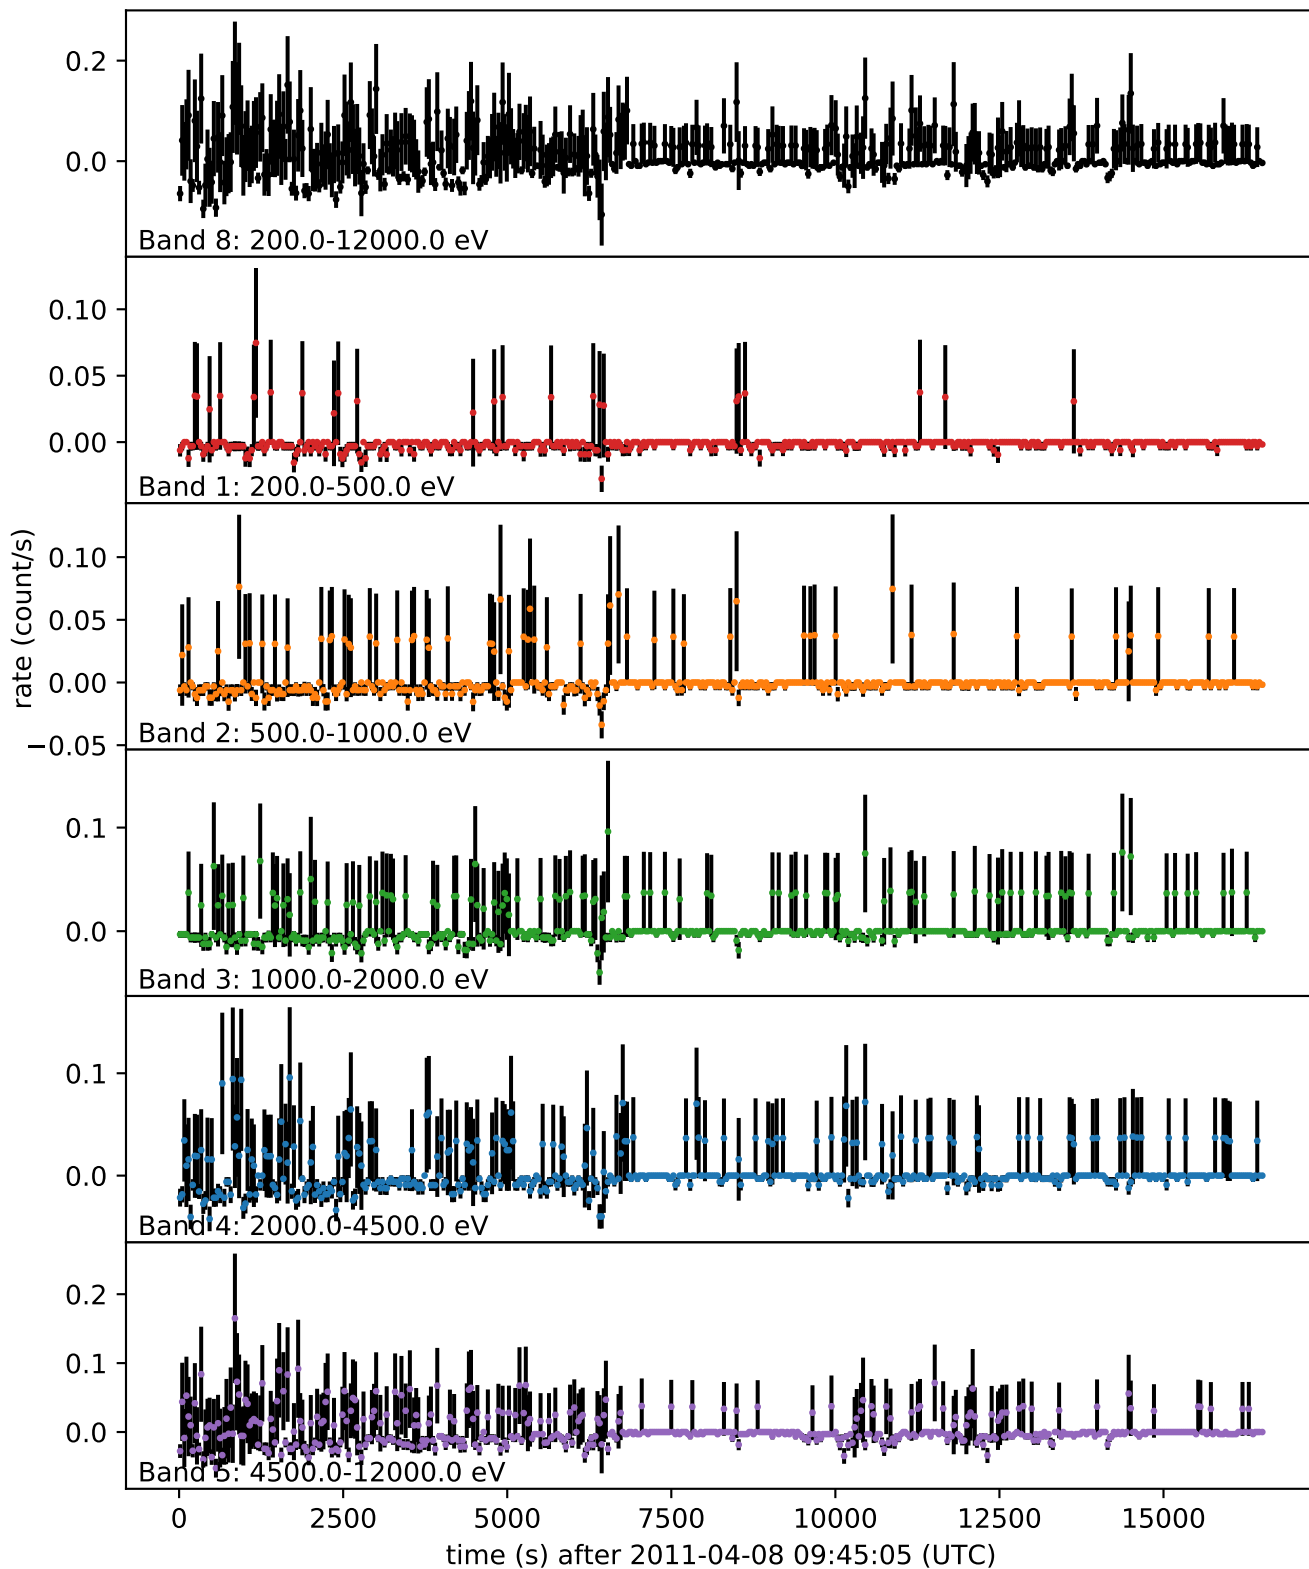 0.2
0.0
Band 8: 200.0-12000.0 eV
0.10
0.05
0.00
Band 1: 200.0-500.0 eV
rate (count/s)
0.10
0.05
0.00
−0.05
Band 2: 500.0-1000.0 eV
0.1
0.0
Band 3: 1000.0-2000.0 eV
0.1
0.0
Band 4: 2000.0-4500.0 eV
0.2
0.1
0.0
Band 5: 4500.0-12000.0 eV
0 2500 5000 7500 10000 12500 15000
time (s) after 2011-04-08 09:45:05 (UTC)